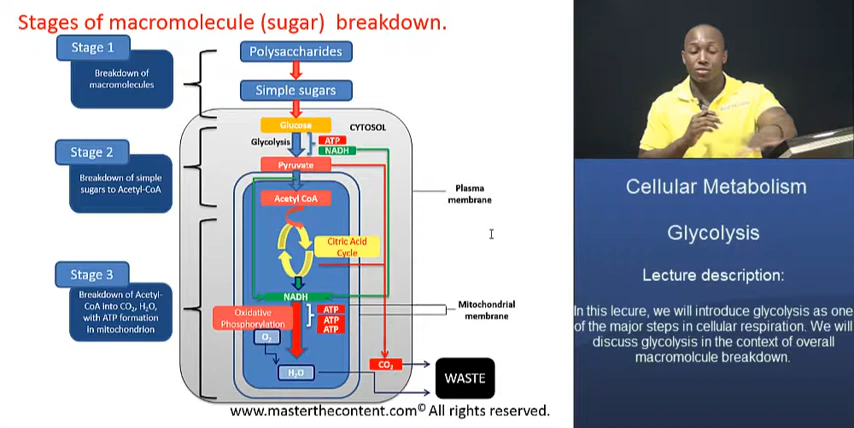 Stages of macromolecule (sugar) breakdown.
Stage 1
Breakdown of
macromolecules
Polysaccharides
Simple sugars
Glucose
CYTOSOL
Glycolysis
ATP
NADH
Pyruvate
Stage 2
Breakdown of simple
sugars to Acetyl-CoA
Acetyl CoA
Plasma
membrane
Citric Acid
Cycle
Stage 3
Breakdown of Acetyl-
CoA into CO₂, H₂O,
with ATP formation
in mitochondrion
NADH
Oxidative
Phosphorylation
ATP
ATP
ATP
Mitochondrial
membrane
O₂
H₂O
CO₂
WASTE
www.masterthecontent.com© All rights reserved.
Cellular Metabolism
Glycolysis
Lecture description:
In this lecure, we will introduce glycolysis as one
of the major steps in cellular respiration. We will
discuss glycolysis in the context of overall
macromolcule breakdown.